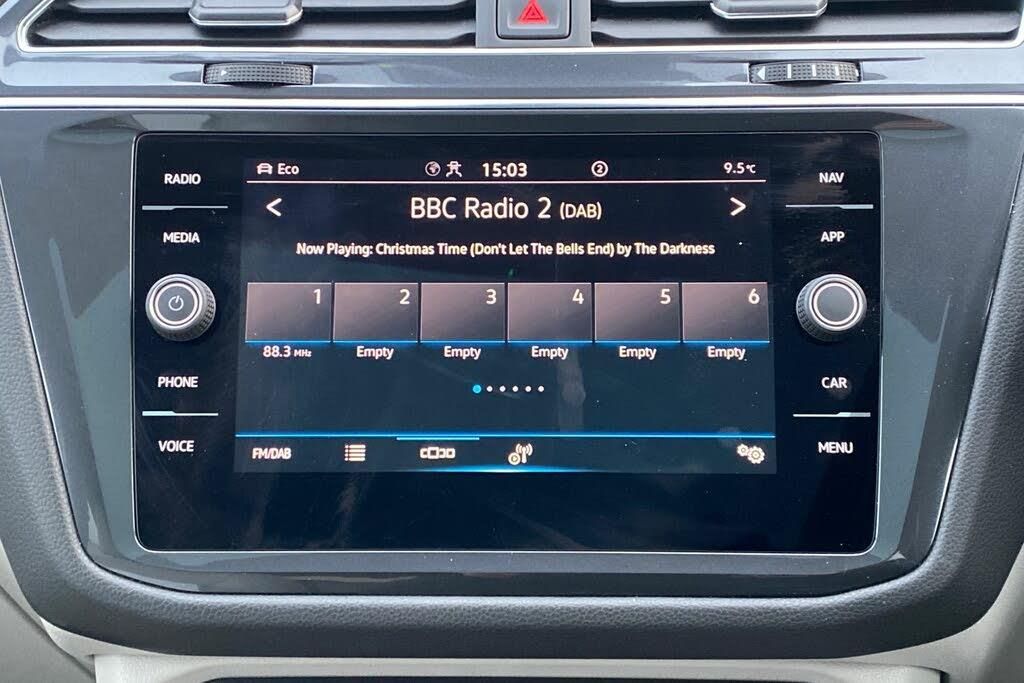 Eco 15:03 2 9.5°C
RADIO
NAV
BBC Radio 2 (DAB)
MEDIA
APP
Now Playing: Christmas Time (Don't Let The Bells End) by The Darkness
1 2 3 4 5 6
88.3 MHz Empty Empty Empty Empty Empty
PHONE
CAR
VOICE
MENU
FM/DAB